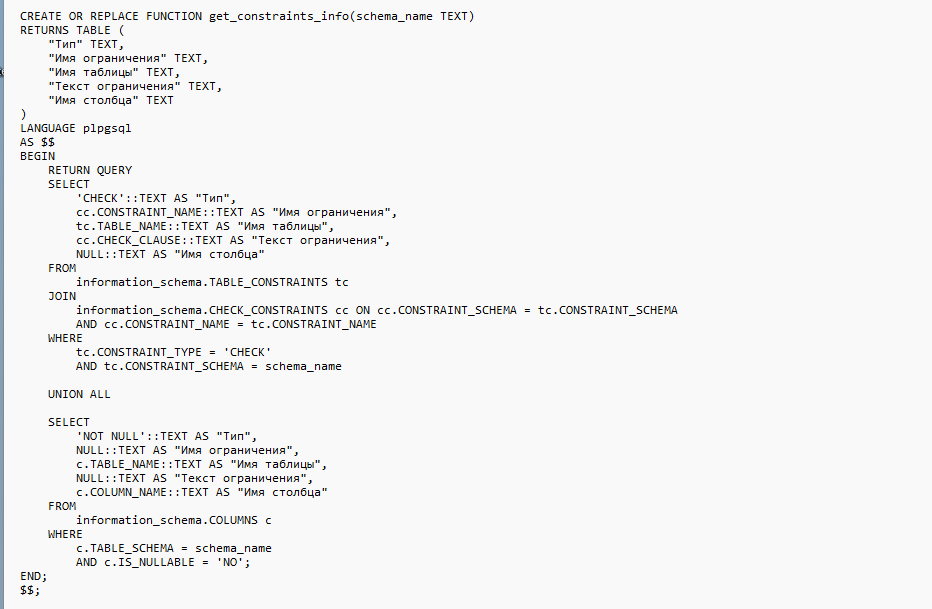 CREATE OR REPLACE FUNCTION get_constraints_info(schema_name TEXT)
RETURNS TABLE (
    "Тип" TEXT,
    "Имя ограничения" TEXT,
    "Имя таблицы" TEXT,
    "Текст ограничения" TEXT,
    "Имя столбца" TEXT
)
LANGUAGE plpgsql
AS $$
BEGIN
    RETURN QUERY
    SELECT
        'CHECK'::TEXT AS "Тип",
        cc.CONSTRAINT_NAME::TEXT AS "Имя ограничения",
        tc.TABLE_NAME::TEXT AS "Имя таблицы",
        cc.CHECK_CLAUSE::TEXT AS "Текст ограничения",
        NULL::TEXT AS "Имя столбца"
    FROM
        information_schema.TABLE_CONSTRAINTS tc
    JOIN
        information_schema.CHECK_CONSTRAINTS cc ON cc.CONSTRAINT_SCHEMA = tc.CONSTRAINT_SCHEMA
        AND cc.CONSTRAINT_NAME = tc.CONSTRAINT_NAME
    WHERE
        tc.CONSTRAINT_TYPE = 'CHECK'
        AND tc.CONSTRAINT_SCHEMA = schema_name

    UNION ALL

    SELECT
        'NOT NULL'::TEXT AS "Тип",
        NULL::TEXT AS "Имя ограничения",
        c.TABLE_NAME::TEXT AS "Имя таблицы",
        NULL::TEXT AS "Текст ограничения",
        c.COLUMN_NAME::TEXT AS "Имя столбца"
    FROM
        information_schema.COLUMNS c
    WHERE
        c.TABLE_SCHEMA = schema_name
        AND c.IS_NULLABLE = 'NO';
END;
$$;